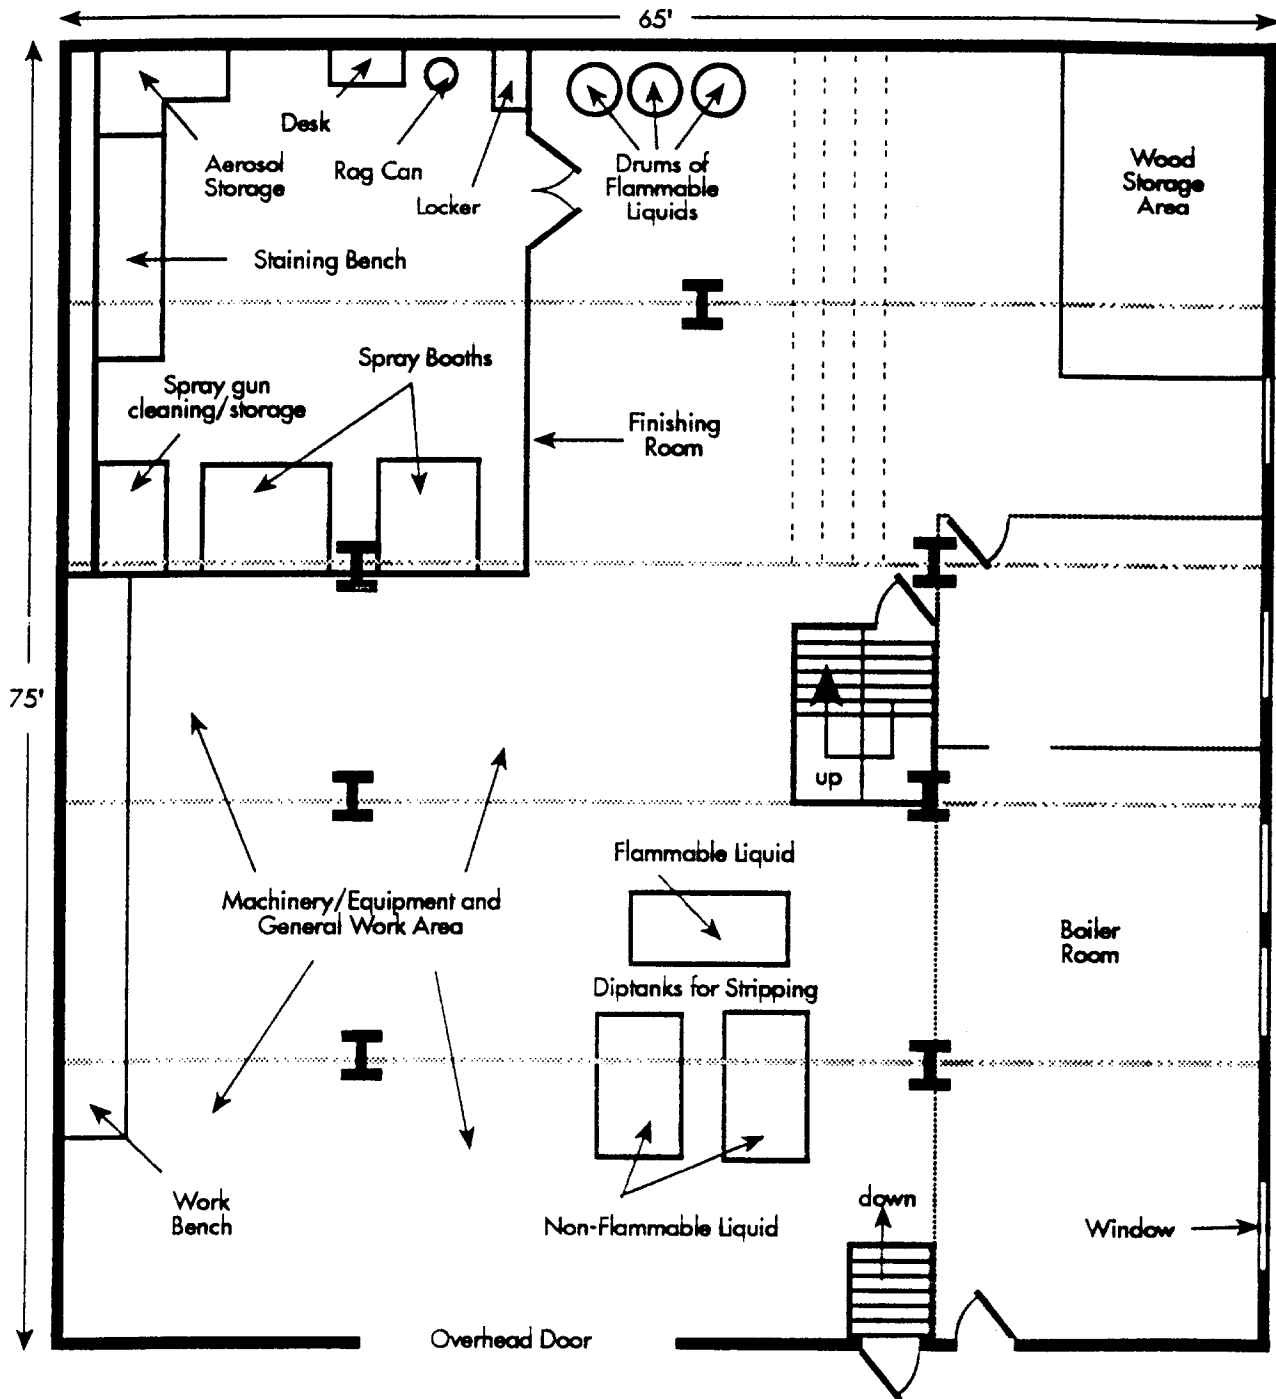 65'
Desk
Aerosol
Storage
Rag Can
Locker
Drums of
Flammable
Liquids
Wood
Storage
Area
Staining Bench
Spray Booths
Spray gun
cleaning/storage
Finishing
Room
75'
up
Flammable Liquid
Machinery/Equipment and
General Work Area
Boiler
Room
Diptanks for Stripping
Work
Bench
Non-Flammable Liquid
down
Window
Overhead Door